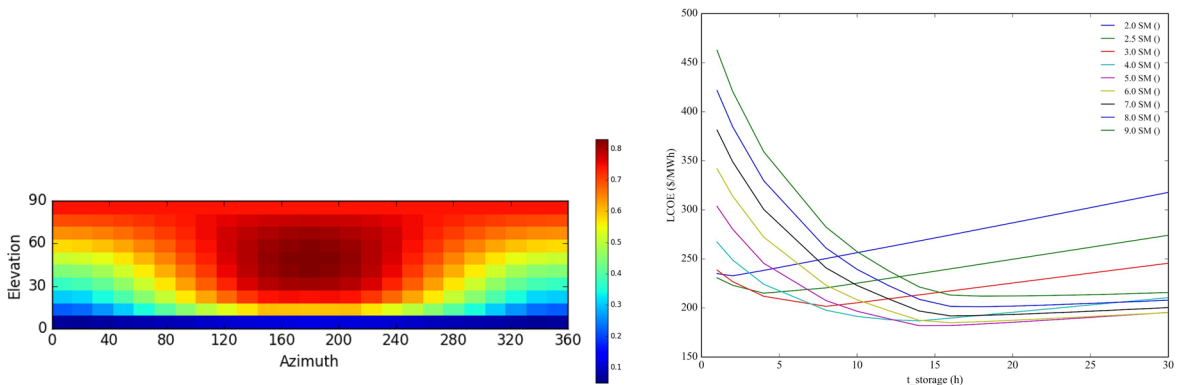 90
60
30
0
Elevation
0 40 80 120 160 200 240 280 320 360
Azimuth
0.8
0.7
0.6
0.5
0.4
0.3
0.2
0.1
500
450
400
350
300
250
200
150
LCOE ($/MWh)
0 5 10 15 20 25 30
t_storage (h)
2.0 SM ()
2.5 SM ()
3.0 SM ()
4.0 SM ()
5.0 SM ()
6.0 SM ()
7.0 SM ()
8.0 SM ()
9.0 SM ()